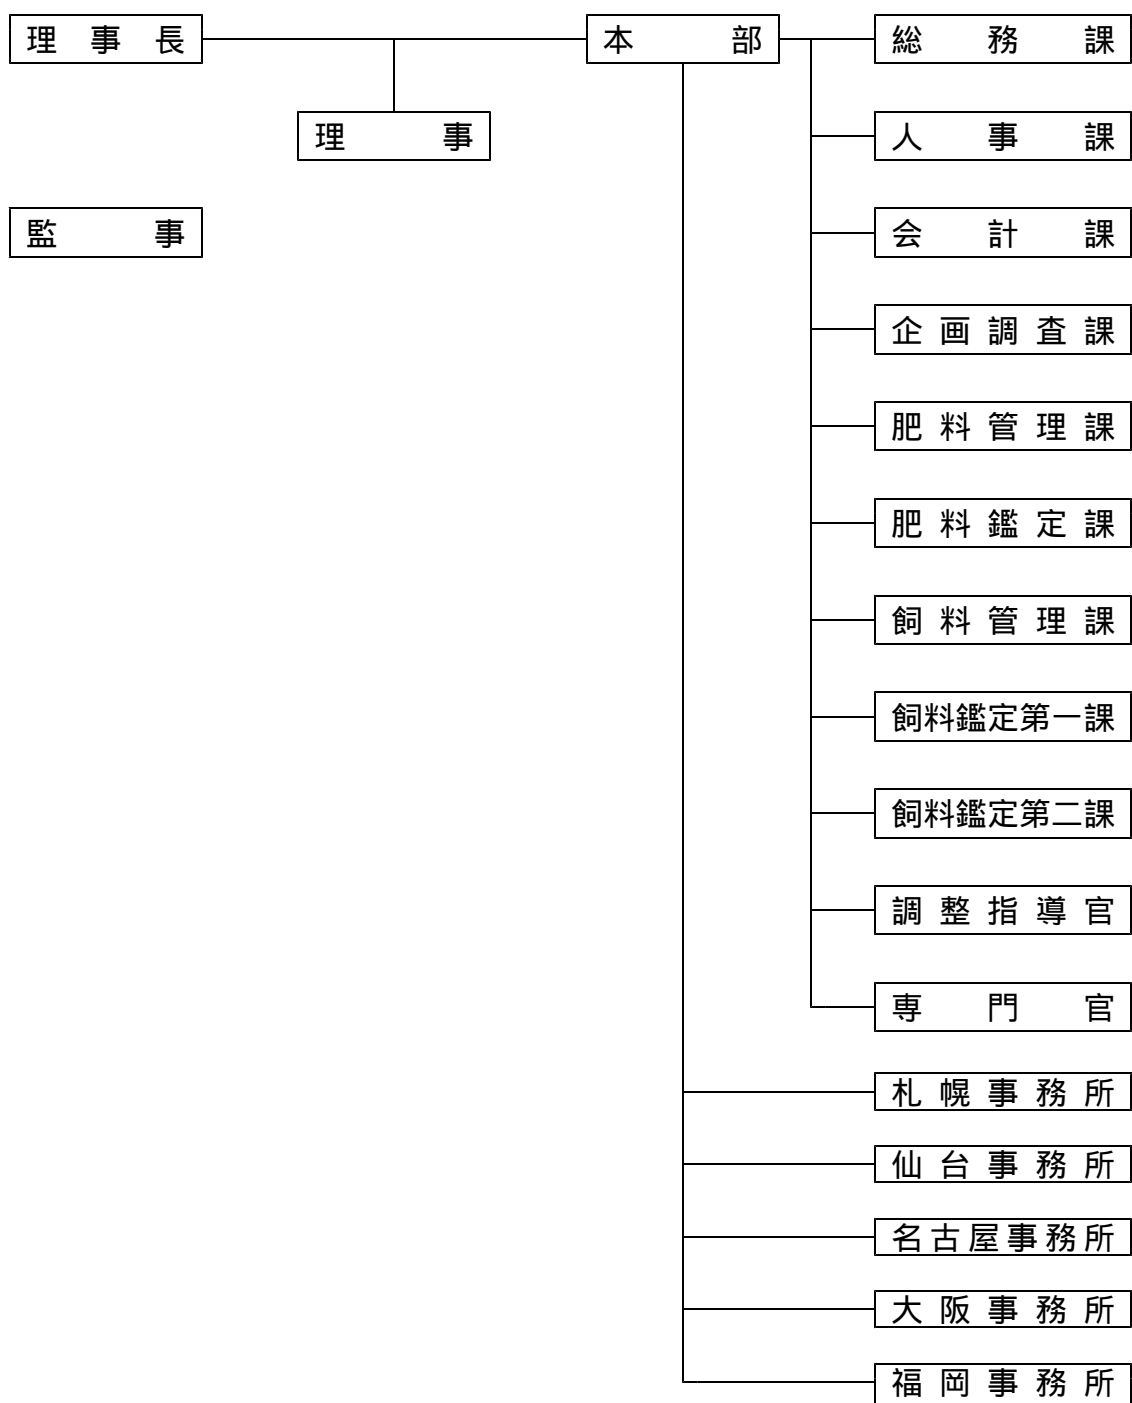 理事長 本部 総務課
理事 人事課
監事 会計課
企画調査課
肥料管理課
肥料鑑定課
飼料管理課
飼料鑑定第一課
飼料鑑定第二課
調整指導官
専門官
札幌事務所
仙台事務所
名古屋事務所
大阪事務所
福岡事務所